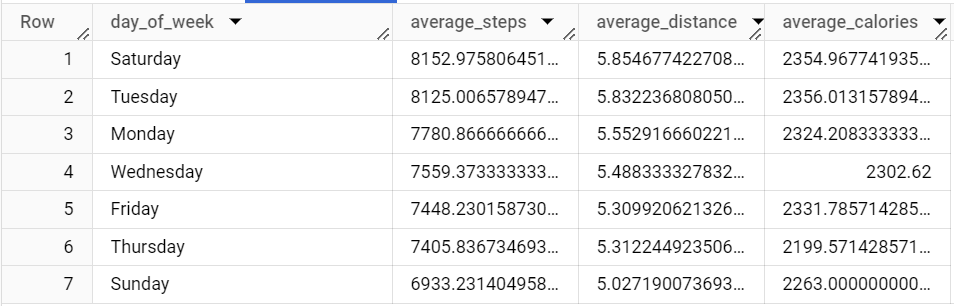 Row day_of_week average_steps average_distance average_calories
1 Saturday 8152.975806451... 5.854677422708... 2354.967741935...
2 Tuesday 8125.006578947... 5.832236808050... 2356.013157894...
3 Monday 7780.866666666... 5.552916660221... 2324.208333333...
4 Wednesday 7559.373333333... 5.488333327832... 2302.62
5 Friday 7448.230158730... 5.309920621326... 2331.785714285...
6 Thursday 7405.836734693... 5.312244923506... 2199.571428571...
7 Sunday 6933.231404958... 5.027190073693... 2263.000000000...